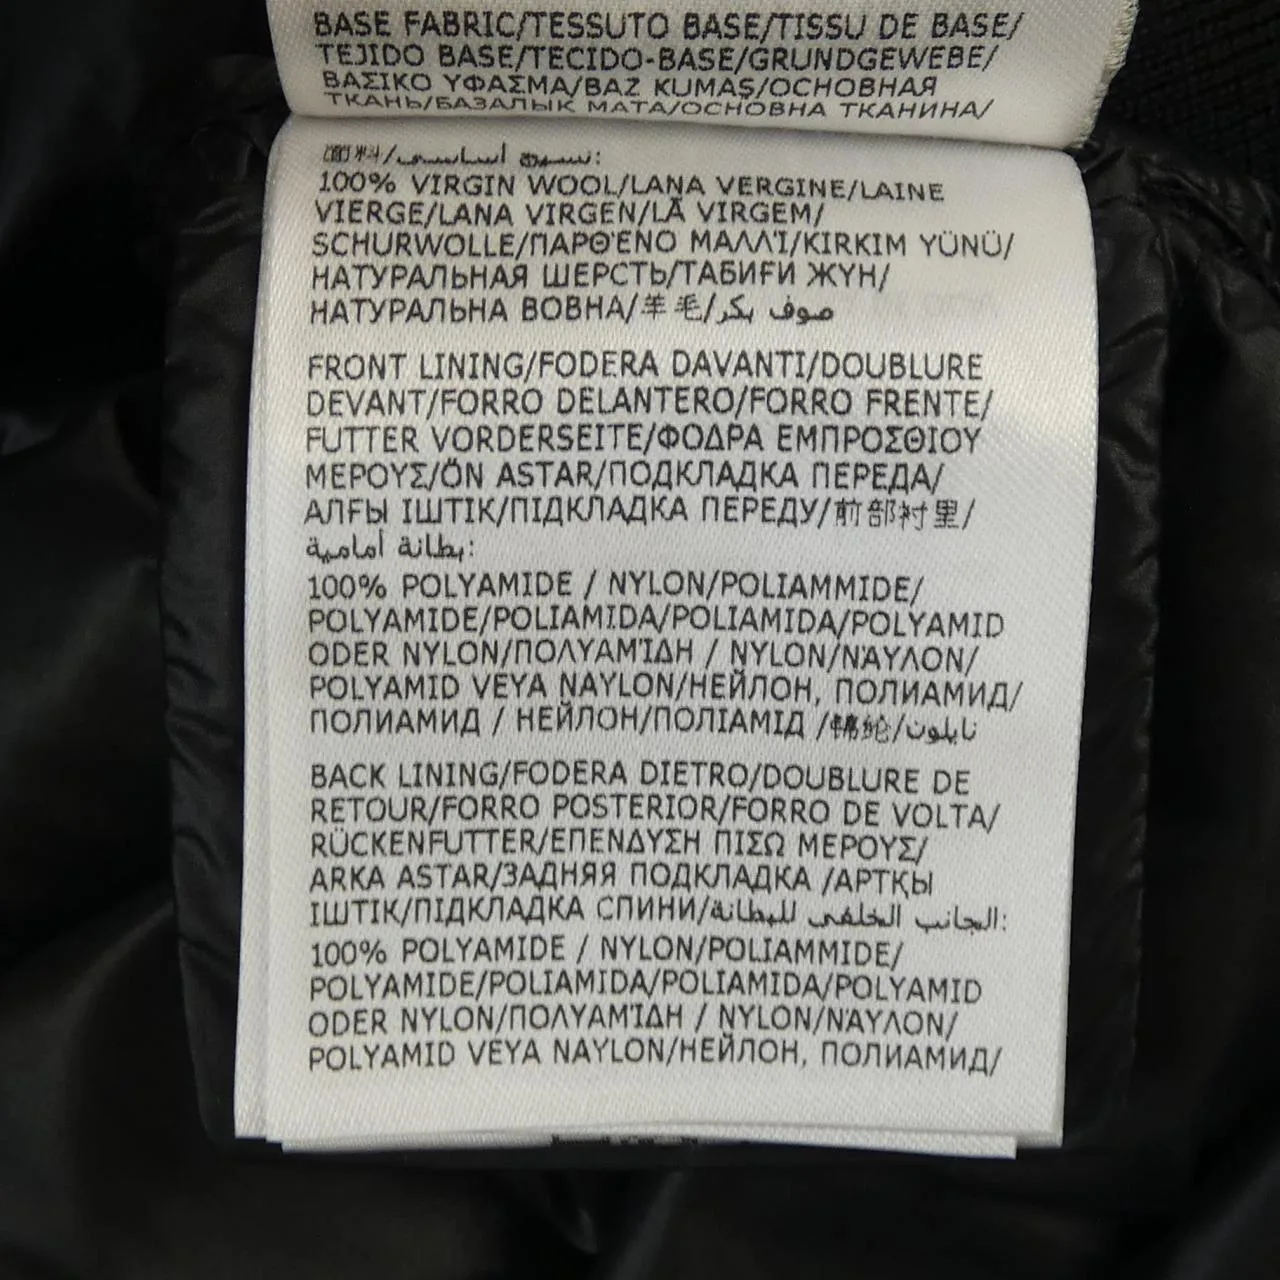 BASE FABRIC/TESSUTO BASE/TISSU DE BASE/
TEJIDO BASE/TECIDO-BASE/GRUNDGEWEBE/
ΒΑΣΙΚΟ ΥΦΑΣΜΑ/BAZ KUMAŞ/ОСНОВНАЯ
ТКАНЬ/БАЗАЛЫК МАТА/ОСНОВНА ТКАНИНА/
面料/نسيج أساسي:
100% VIRGIN WOOL/LANA VERGINE/LAINE
VIERGE/LANA VIRGEN/LÃ VIRGEM/
SCHURWOLLE/ΠΑΡΘΈΝΟ ΜΑΛΛΊ/KIRKIM YÜNÜ/
НАТУРАЛЬНАЯ ШЕРСТЬ/ТАБИҒИ ЖҮН/
НАТУРАЛЬНА ВОВНА/羊毛/صوف بكر
FRONT LINING/FODERA DAVANTI/DOUBLURE
DEVANT/FORRO DELANTERO/FORRO FRENTE/
FUTTER VORDERSEITE/ΦΟΔΡΑ ΕΜΠΡΟΣΘΙΟΥ
ΜΕΡΟΥΣ/ÖN ASTAR/ПОДКЛАДКА ПЕРЕДА/
АЛҒЫ ІШТІК/ПІДКЛАДКА ПЕРЕДУ/前部衬里/
بطانة أمامية:
100% POLYAMIDE / NYLON/POLIAMMIDE/
POLYAMIDE/POLIAMIDA/POLIAMIDA/POLYAMID
ODER NYLON/ΠΟΛΥΑΜΊΔΗ / NYLON/ΝΆΥΛΟΝ/
POLYAMID VEYA NAYLON/НЕЙЛОН, ПОЛИАМИД/
ПОЛИАМИД / НЕЙЛОН/ПОЛІАМІД /锦纶/نايلون
BACK LINING/FODERA DIETRO/DOUBLURE DE
RETOUR/FORRO POSTERIOR/FORRO DE VOLTA/
RÜCKENFUTTER/ΕΠΕΝΔΥΣΗ ΠΙΣΩ ΜΕΡΟΥΣ/
ARKA ASTAR/ЗАДНЯЯ ПОДКЛАДКА /АРТҚЫ
ІШТІК/ПІДКЛАДКА СПИНИ/الجانب الخلفي للبطانة:
100% POLYAMIDE / NYLON/POLIAMMIDE/
POLYAMIDE/POLIAMIDA/POLIAMIDA/POLYAMID
ODER NYLON/ΠΟΛΥΑΜΊΔΗ / NYLON/ΝΆΥΛΟΝ/
POLYAMID VEYA NAYLON/НЕЙЛОН, ПОЛИАМИД/